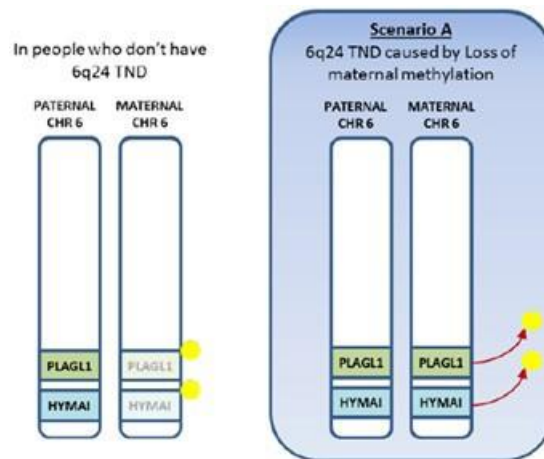 In people who don't have
6q24 TND
PATERNAL
CHR 6
MATERNAL
CHR 6
PLAGL1
PLAGL1
HYMAI
HYMAI
Scenario A
6q24 TND caused by Loss of
maternal methylation
PATERNAL
CHR 6
MATERNAL
CHR 6
PLAGL1
PLAGL1
HYMAI
HYMAI